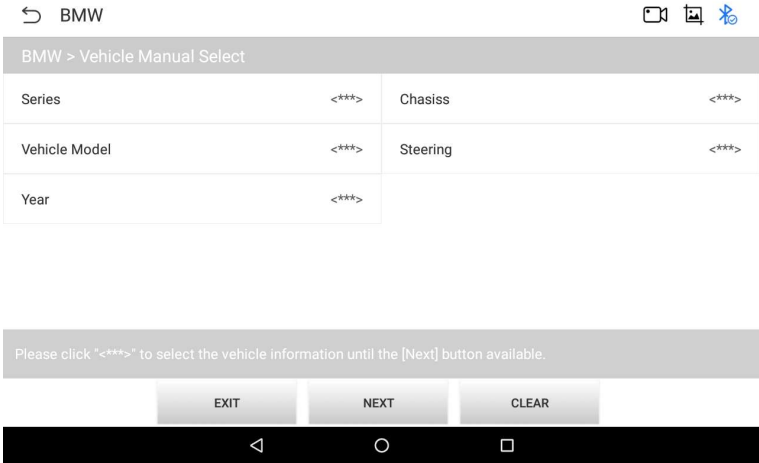 BMW
BMW > Vehicle Manual Select
Series <***> Chasiss <***>
Vehicle Model <***> Steering <***>
Year <***>
Please click "<***>" to select the vehicle information until the [Next] button available.
EXIT NEXT CLEAR